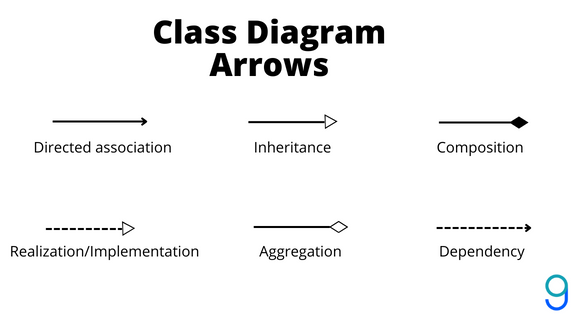 Class Diagram
Arrows
Directed association
Inheritance
Composition
Realization/Implementation
Aggregation
Dependency
g